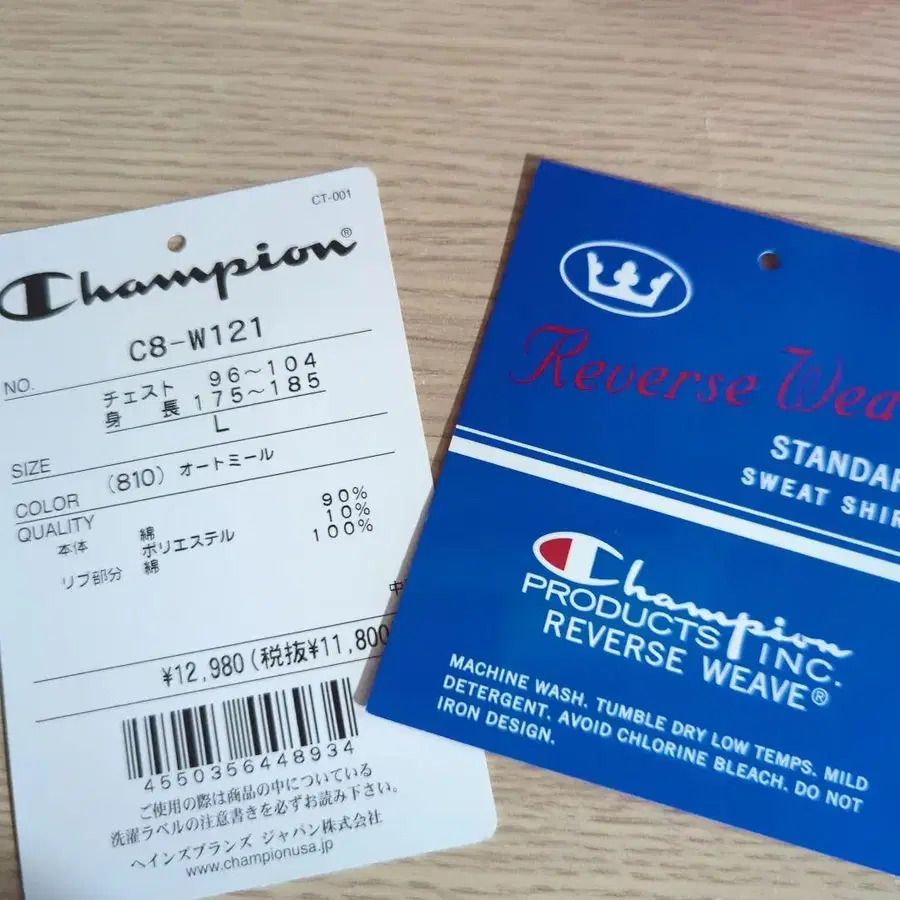 CT-001
Champion®
NO. C8-W121
チェスト 96～104
身 長 175～185
SIZE L
COLOR (810) オートミール
QUALITY
本体 綿 90%
ポリエステル 10%
リブ部分 綿 100%
¥12,980(税抜¥11,800
4550356448934
ご使用の際は商品の中についている
洗濯ラベルの注意書きを必ずお読み下さい。
ヘインズブランズ ジャパン株式会社
www.championusa.jp
Reverse Wea
STANDAR
SWEAT SHIR
Champion
PRODUCTS INC.
REVERSE WEAVE®
MACHINE WASH. TUMBLE DRY LOW TEMPS. MILD
DETERGENT. AVOID CHLORINE BLEACH. DO NOT
IRON DESIGN.